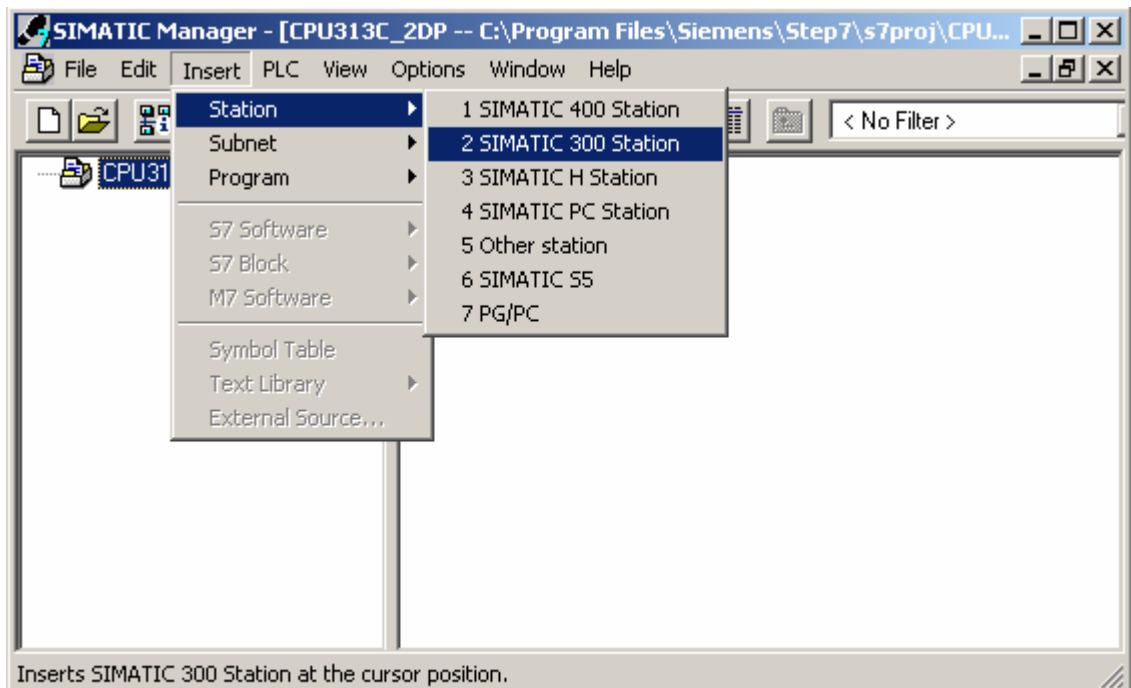 SIMATIC Manager - [CPU313C_2DP -- C:\Program Files\Siemens\Step7\s7proj\CPU...
File Edit Insert PLC View Options Window Help
< No Filter >
CPU31
Station
Subnet
Program
S7 Software
S7 Block
M7 Software
Symbol Table
Text Library
External Source...
1 SIMATIC 400 Station
2 SIMATIC 300 Station
3 SIMATIC H Station
4 SIMATIC PC Station
5 Other station
6 SIMATIC S5
7 PG/PC
Inserts SIMATIC 300 Station at the cursor position.